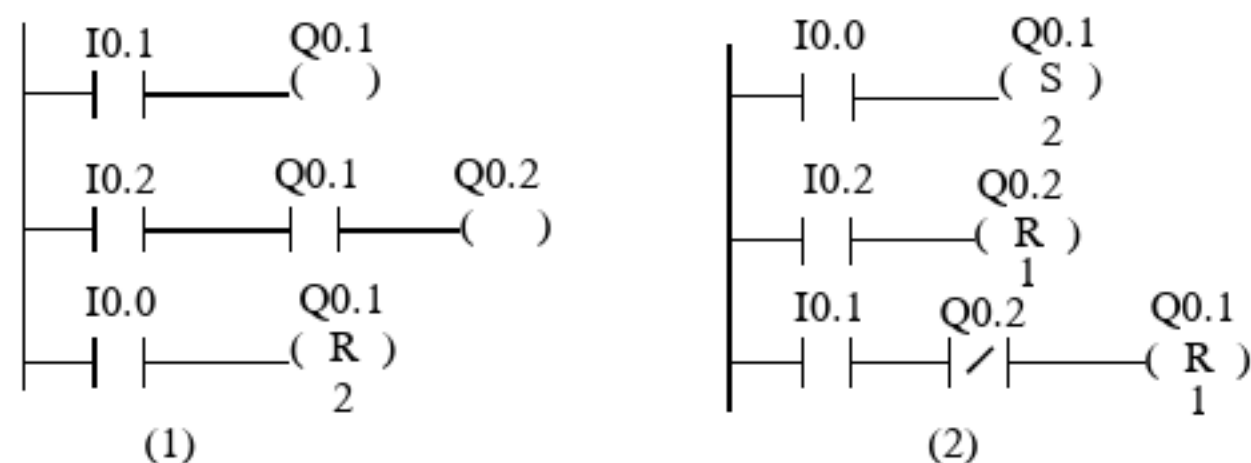 I0.1 Q0.1
( )
I0.2 Q0.1 Q0.2
( )
I0.0 Q0.1
( R )
2
(1)
I0.0 Q0.1
( S )
2
I0.2 Q0.2
( R )
1
I0.1 Q0.2 Q0.1
( R )
1
(2)